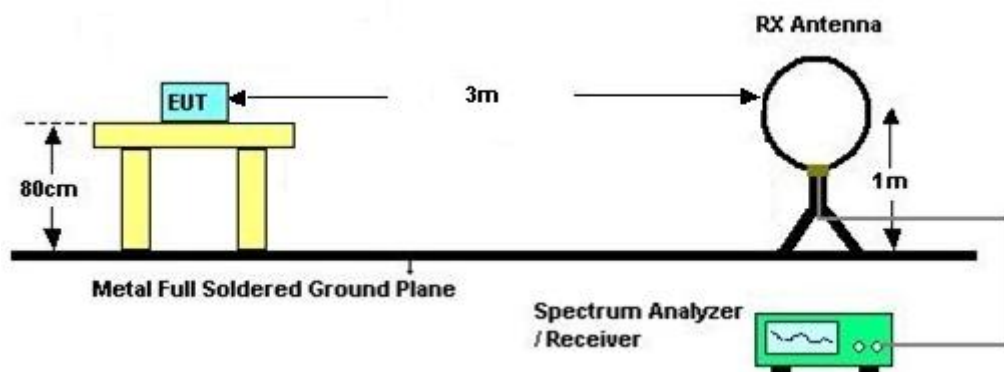 RX Antenna
EUT
3m
80cm
1m
Metal Full Soldered Ground Plane
Spectrum Analyzer
/ Receiver